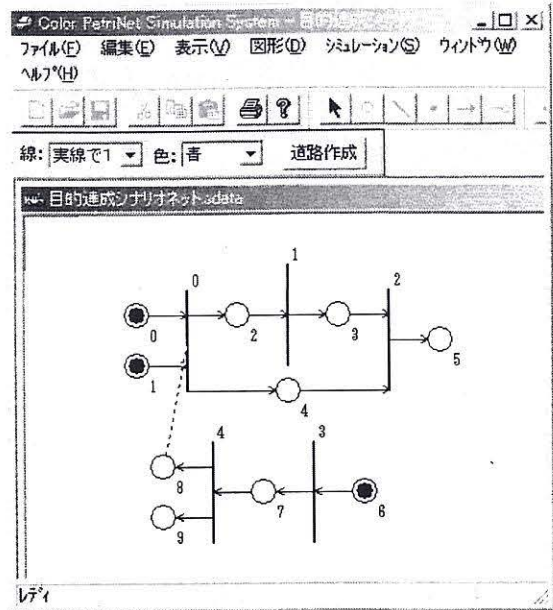 Color PetriNet Simulation System -
ファイル(F) 編集(E) 表示(V) 図形(D) シミュレーション(S) ウィンドウ(W)
ヘルプ(H)
線: 実線で1 色: 青 道路作成
目的達成シナリオネット.sdata
0
1
2
0
2
3
5
1
4
4
3
8
7
6
9
レディ